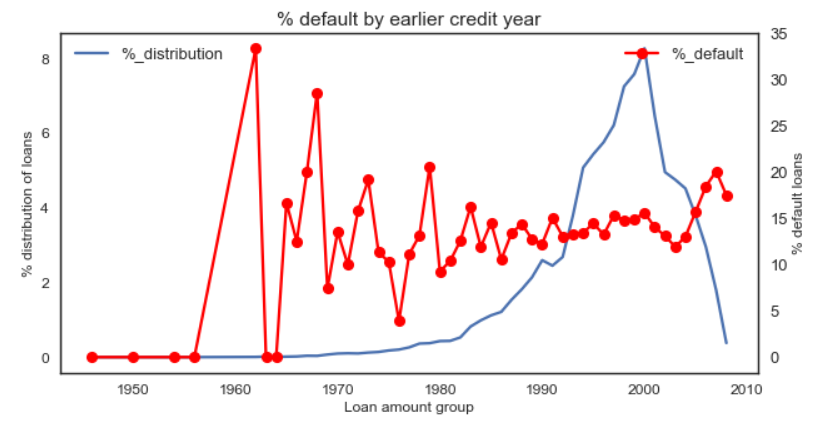 % default by earlier credit year
%_distribution
%_default
% distribution of loans
8
6
4
2
0
% default loans
35
30
25
20
15
10
5
0
1950 1960 1970 1980 1990 2000 2010
Loan amount group